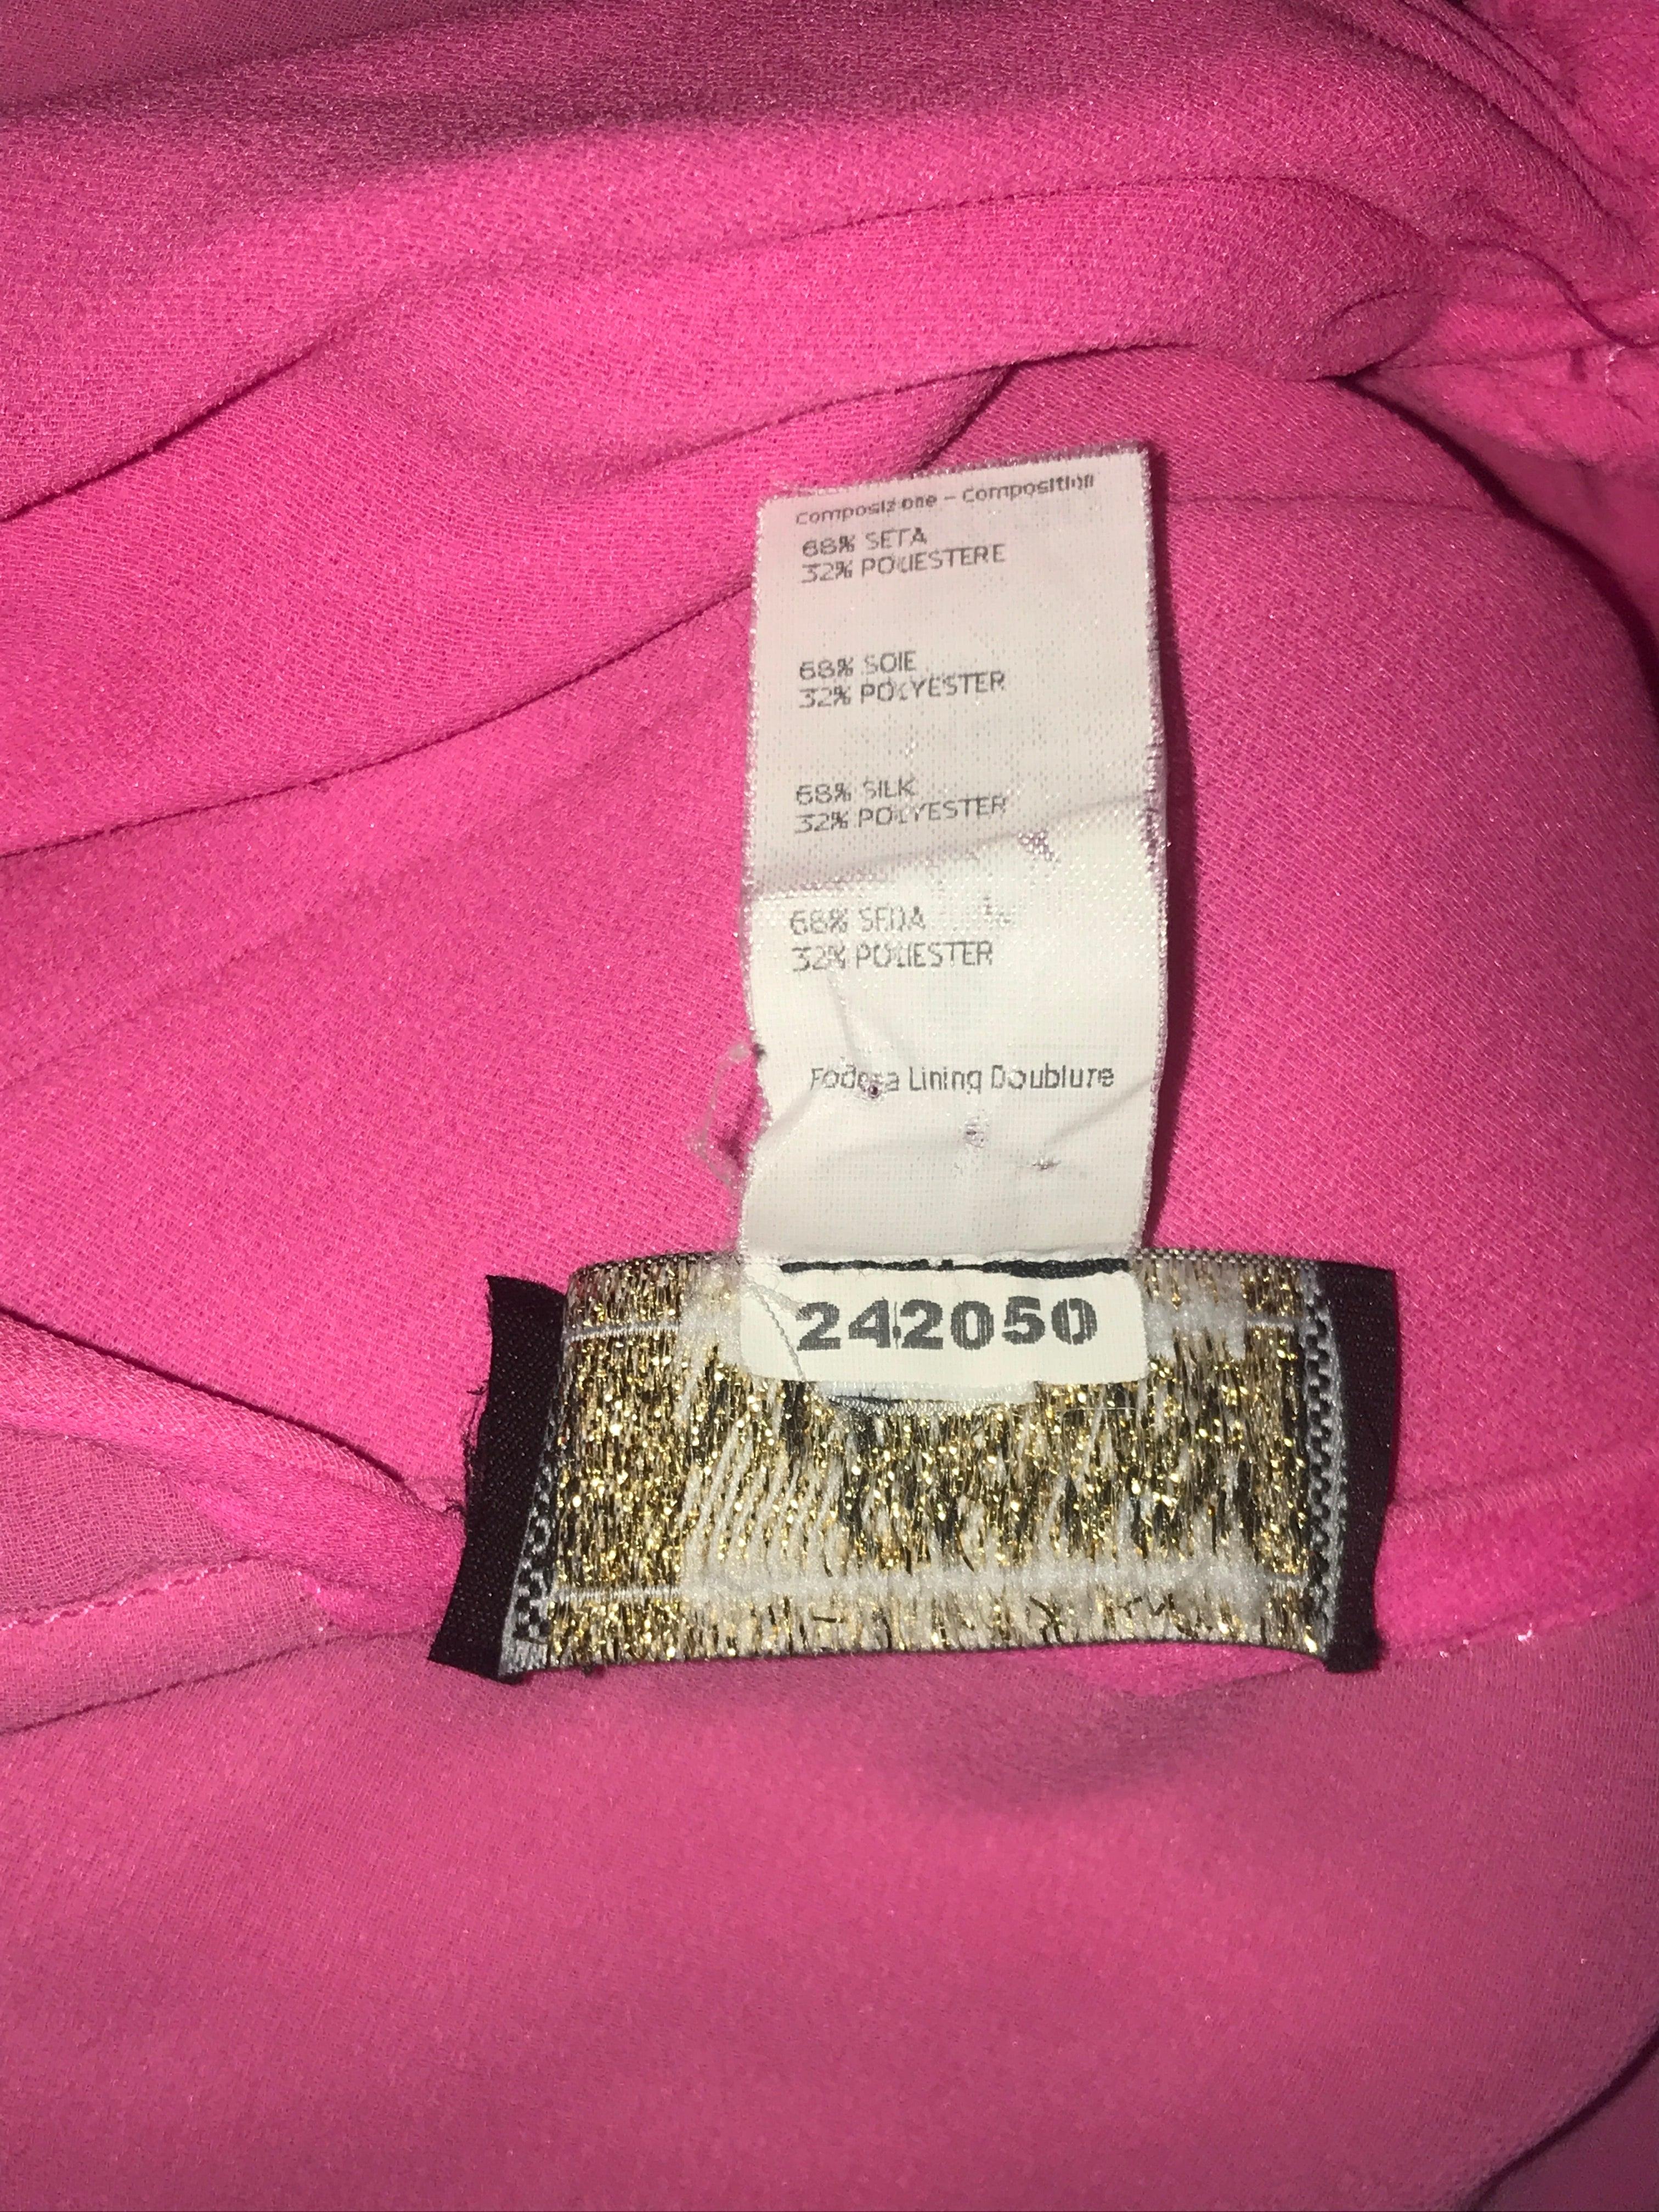 Composizione - Composition
68% SETA
32% POLIESTERE
68% SOIE
32% POLYESTER
68% SILK
32% POLYESTER
68% SEDA
32% POLIESTER
Fodera Lining Doublure
242050